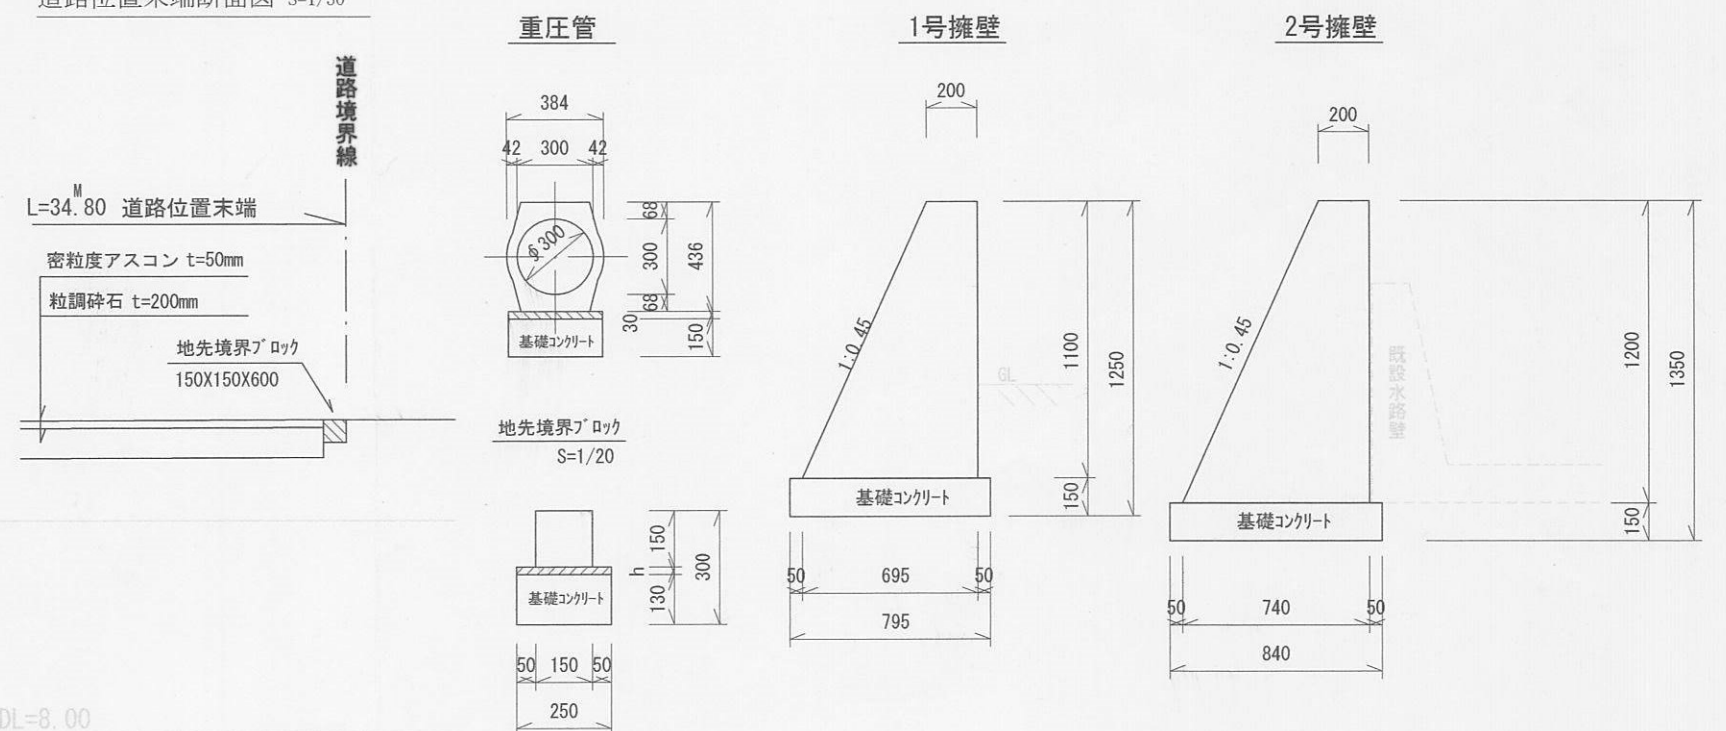 道路位置末端断面図 S=1/30
道路境界線
L=34.80 M 道路位置末端
密粒度アスコン t=50mm
粒調砕石 t=200mm
地先境界ブロック
150X150X600
DL=8.00
重圧管
384
42 300 42
φ300
68
300
68
436
30
150
基礎コンクリート
地先境界ブロック
S=1/20
150
h
130
300
基礎コンクリート
50 150 50
250
1号擁壁
200
1:0.45
GL
1100
1250
150
基礎コンクリート
50 695 50
795
2号擁壁
200
1:0.45
既設水路壁
1200
1350
150
基礎コンクリート
50 740 50
840